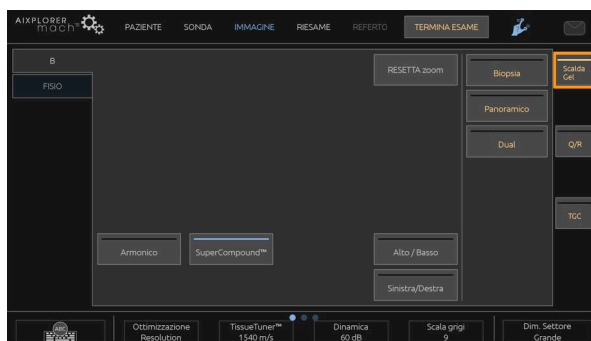 AIXPLORER
mach
PAZIENTE
SONDA
IMMAGINE
RIESAME
REFERTO
TERMINA ESAME
B
FISIO
RESETTA zoom
Biopsia
Scalda
Gel
Panoramico
Dual
Q/R
TGC
Armonico
SuperCompound™
Alto / Basso
Sinistra/Destra
ABC
Ottimizzazione
Resolution
TissueTuner™
1540 m/s
Dinamica
60 dB
Scala grigi
9
Dim. Settore
Grande